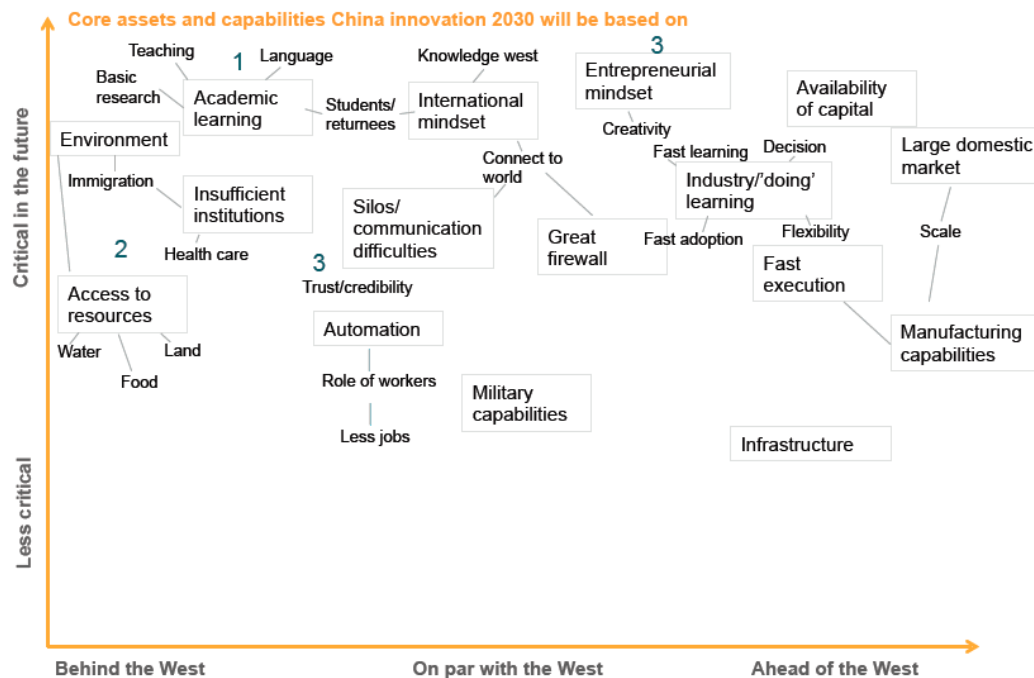 Core assets and capabilities China innovation 2030 will be based on
Critical in the future
Less critical
Teaching
1
Language
Basic
research
Academic
learning
Students/
returnees
Knowledge west
International
mindset
3
Entrepreneurial
mindset
Availability
of capital
Environment
Immigration
Insufficient
institutions
Health care
Connect to
world
Silos/
communication
difficulties
Great
firewall
Creativity
Fast learning
Decision
Industry/'doing'
learning
Fast adoption
Flexibility
Large domestic
market
Scale
Fast
execution
Manufacturing
capabilities
2
Access to
resources
Water
Land
Food
3
Trust/credibility
Automation
Role of workers
Less jobs
Military
capabilities
Infrastructure
Behind the West
On par with the West
Ahead of the West